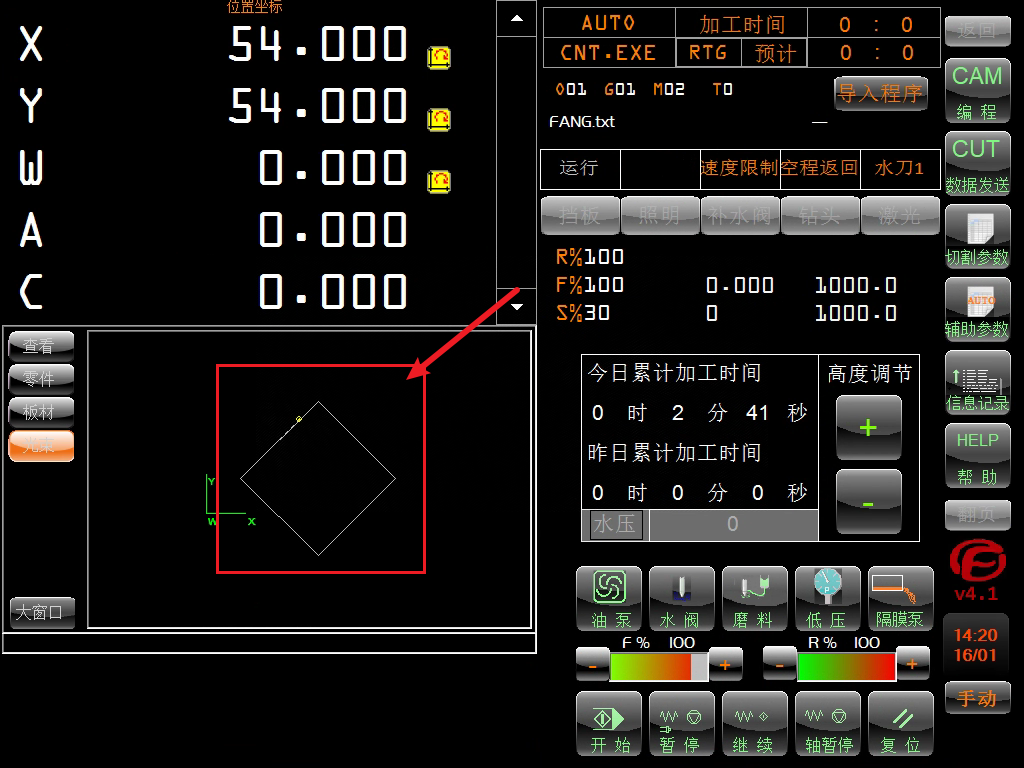 位置坐标
X 54.000
Y 54.000
W 0.000
A 0.000
C 0.000
查看
零件
板材
光束
大窗口
Y
W X
AUTO 加工时间 0 : 0
CNT.EXE RTG 预计 0 : 0
O01 G01 M02 T0 导入程序
FANG.txt
运行 速度限制 空程返回 水刀1
挡板 照明 补水阀 钻头 激光
R%100
F%100 0.000 1000.0
S%30 0 1000.0
今日累计加工时间 高度调节
0 时 2 分 41 秒 +
昨日累计加工时间
0 时 0 分 0 秒 -
水压 0
油泵 水阀 磨料 低压 隔膜泵
F% 100 R% 100
- + - +
开始 暂停 继续 轴暂停 复位
返回
CAM
编程
CUT
数据发送
切割参数
AUTO
辅助参数
信息记录
HELP
帮助
翻页
v4.1
14:20
16/01
手动